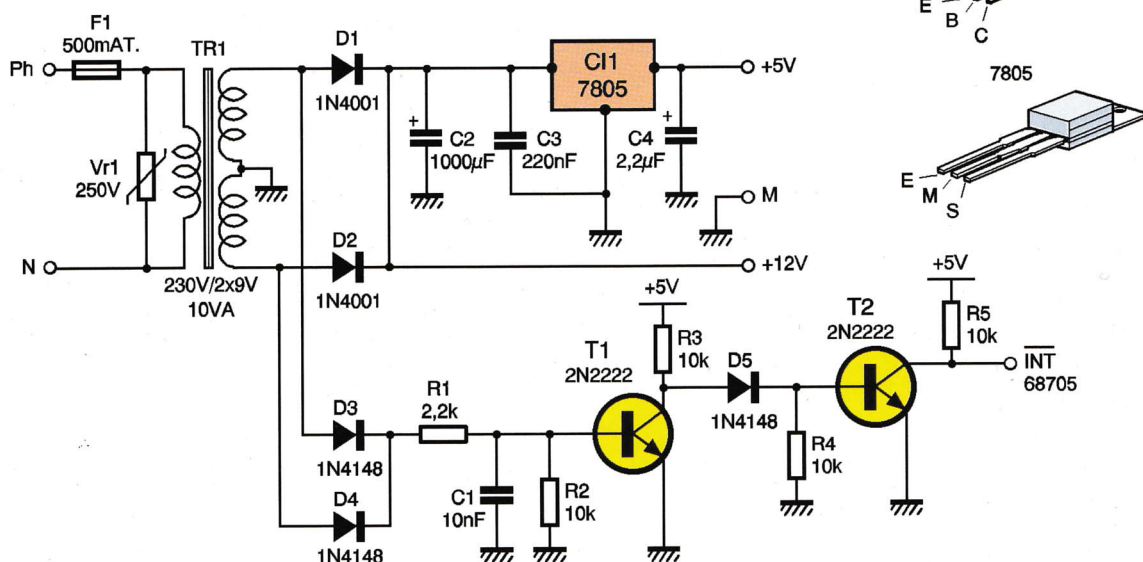 F1
500mAT.
Ph
Vr1
250V
N
TR1
230V/2x9V
10VA
D1
1N4001
D2
1N4001
+
C2
1000µF
C3
220nF
CI1
7805
+
C4
2,2µF
+5V
M
+12V
E
B
C
7805
E
M
S
D3
1N4148
D4
1N4148
R1
2,2k
C1
10nF
R2
10k
T1
2N2222
+5V
R3
10k
D5
1N4148
R4
10k
T2
2N2222
+5V
R5
10k
INT
68705